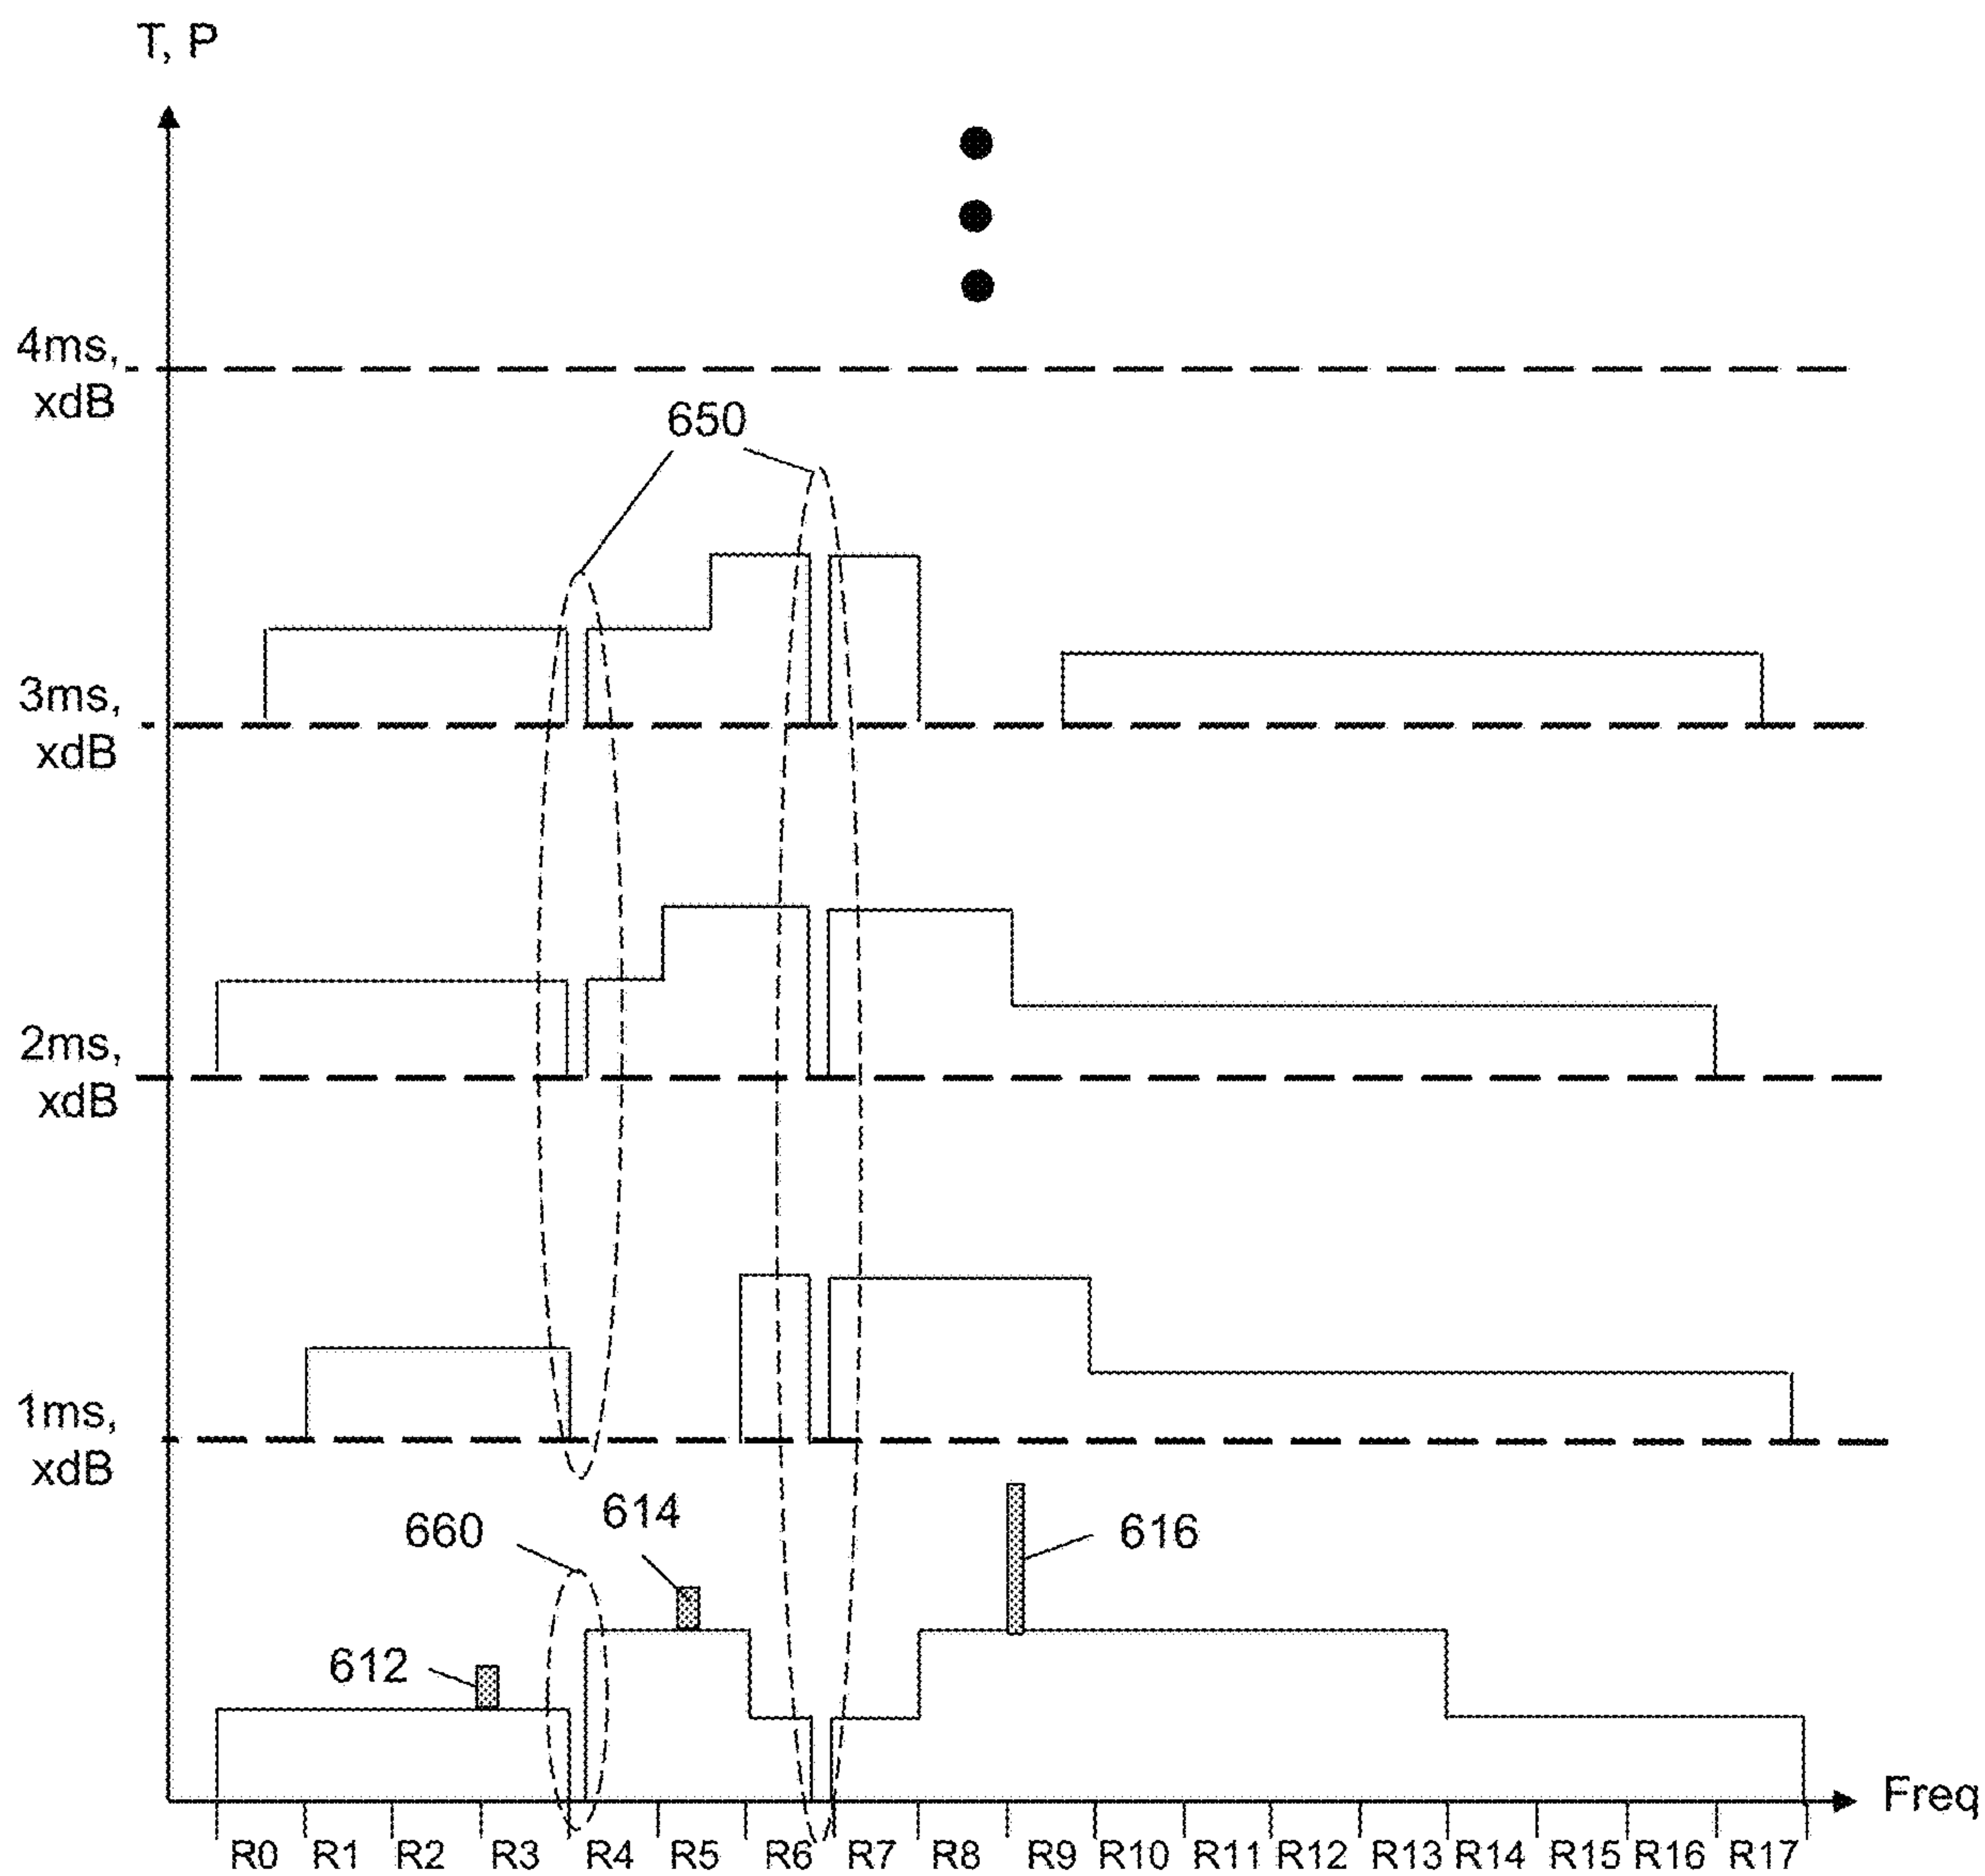 T, P
4ms,
xdB
650
3ms,
xdB
2ms,
xdB
1ms,
xdB
660
614
616
612
Freq
R0 R1 R2 R3 R4 R5 R6 R7 R8 R9 R10 R11 R12 R13 R14 R15 R16 R17